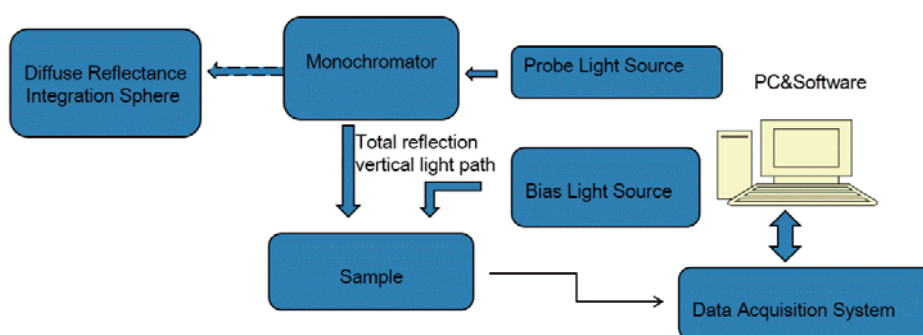 Diffuse Reflectance
Integration Sphere
Monochromator
Probe Light Source
PC&Software
Total reflection
vertical light path
Bias Light Source
Sample
Data Acquisition System